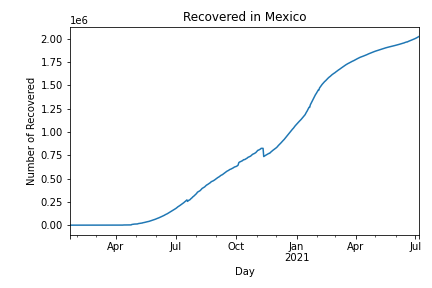 Recovered in Mexico
1e6
2.00
1.75
1.50
1.25
1.00
0.75
0.50
0.25
0.00
Number of Recovered
Apr Jul Oct Jan Apr Jul
2021
Day